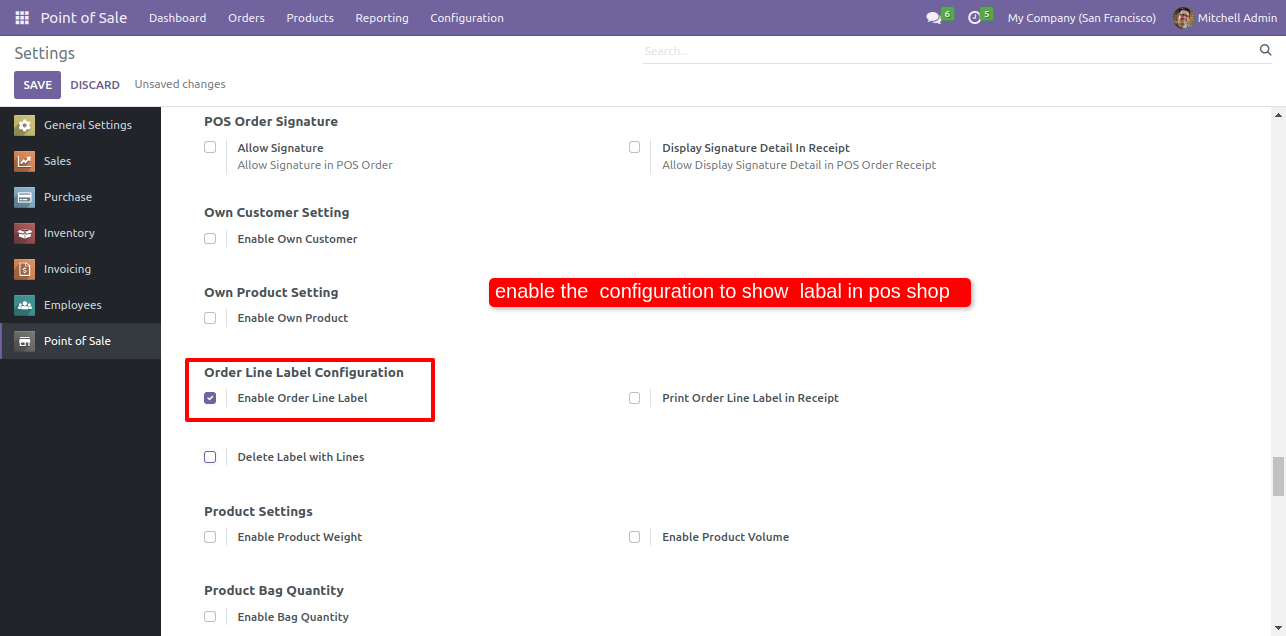 Point of Sale Dashboard Orders Products Reporting Configuration 6 5 My Company (San Francisco) Mitchell Admin
Settings Search...
SAVE DISCARD Unsaved changes
General Settings
Sales
Purchase
Inventory
Invoicing
Employees
Point of Sale
POS Order Signature
Allow Signature Display Signature Detail In Receipt
Allow Signature in POS Order Allow Display Signature Detail in POS Order Receipt
Own Customer Setting
Enable Own Customer
enable the  configuration to show  labal in pos shop
Own Product Setting
Enable Own Product
Order Line Label Configuration
Enable Order Line Label Print Order Line Label in Receipt
Delete Label with Lines
Product Settings
Enable Product Weight Enable Product Volume
Product Bag Quantity
Enable Bag Quantity